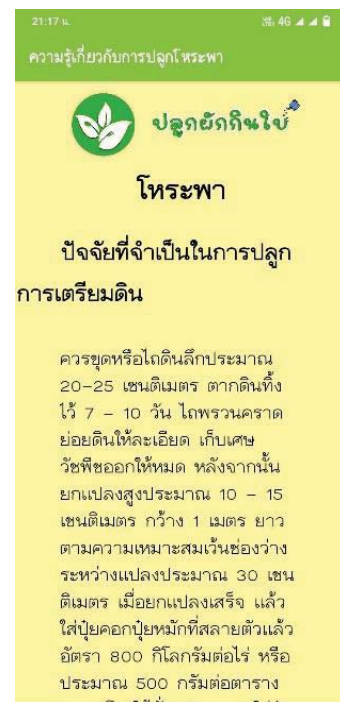 21:17 น. 4G
ความรู้เกี่ยวกับการปลูกโหระพา
ปลูกผักกินใบ
โหระพา
ปัจจัยที่จำเป็นในการปลูก
การเตรียมดิน
ควรขุดหรือไถดินลึกประมาณ
20-25 เซนติเมตร ตากดินทิ้ง
ไว้ 7 - 10 วัน ไถพรวนคราด
ย่อยดินให้ละเอียด เก็บเศษ
วัชพืชออกให้หมด หลังจากนั้น
ยกแปลงสูงประมาณ 10 - 15
เซนติเมตร กว้าง 1 เมตร ยาว
ตามความเหมาะสมเว้นช่องว่าง
ระหว่างแปลงประมาณ 30 เซน
ติเมตร เมื่อยกแปลงเสร็จ แล้ว
ใส่ปุ๋ยคอกปุ๋ยหมักที่สลายตัวแล้ว
อัตรา 800 กิโลกรัมต่อไร่ หรือ
ประมาณ 500 กรัมต่อตาราง